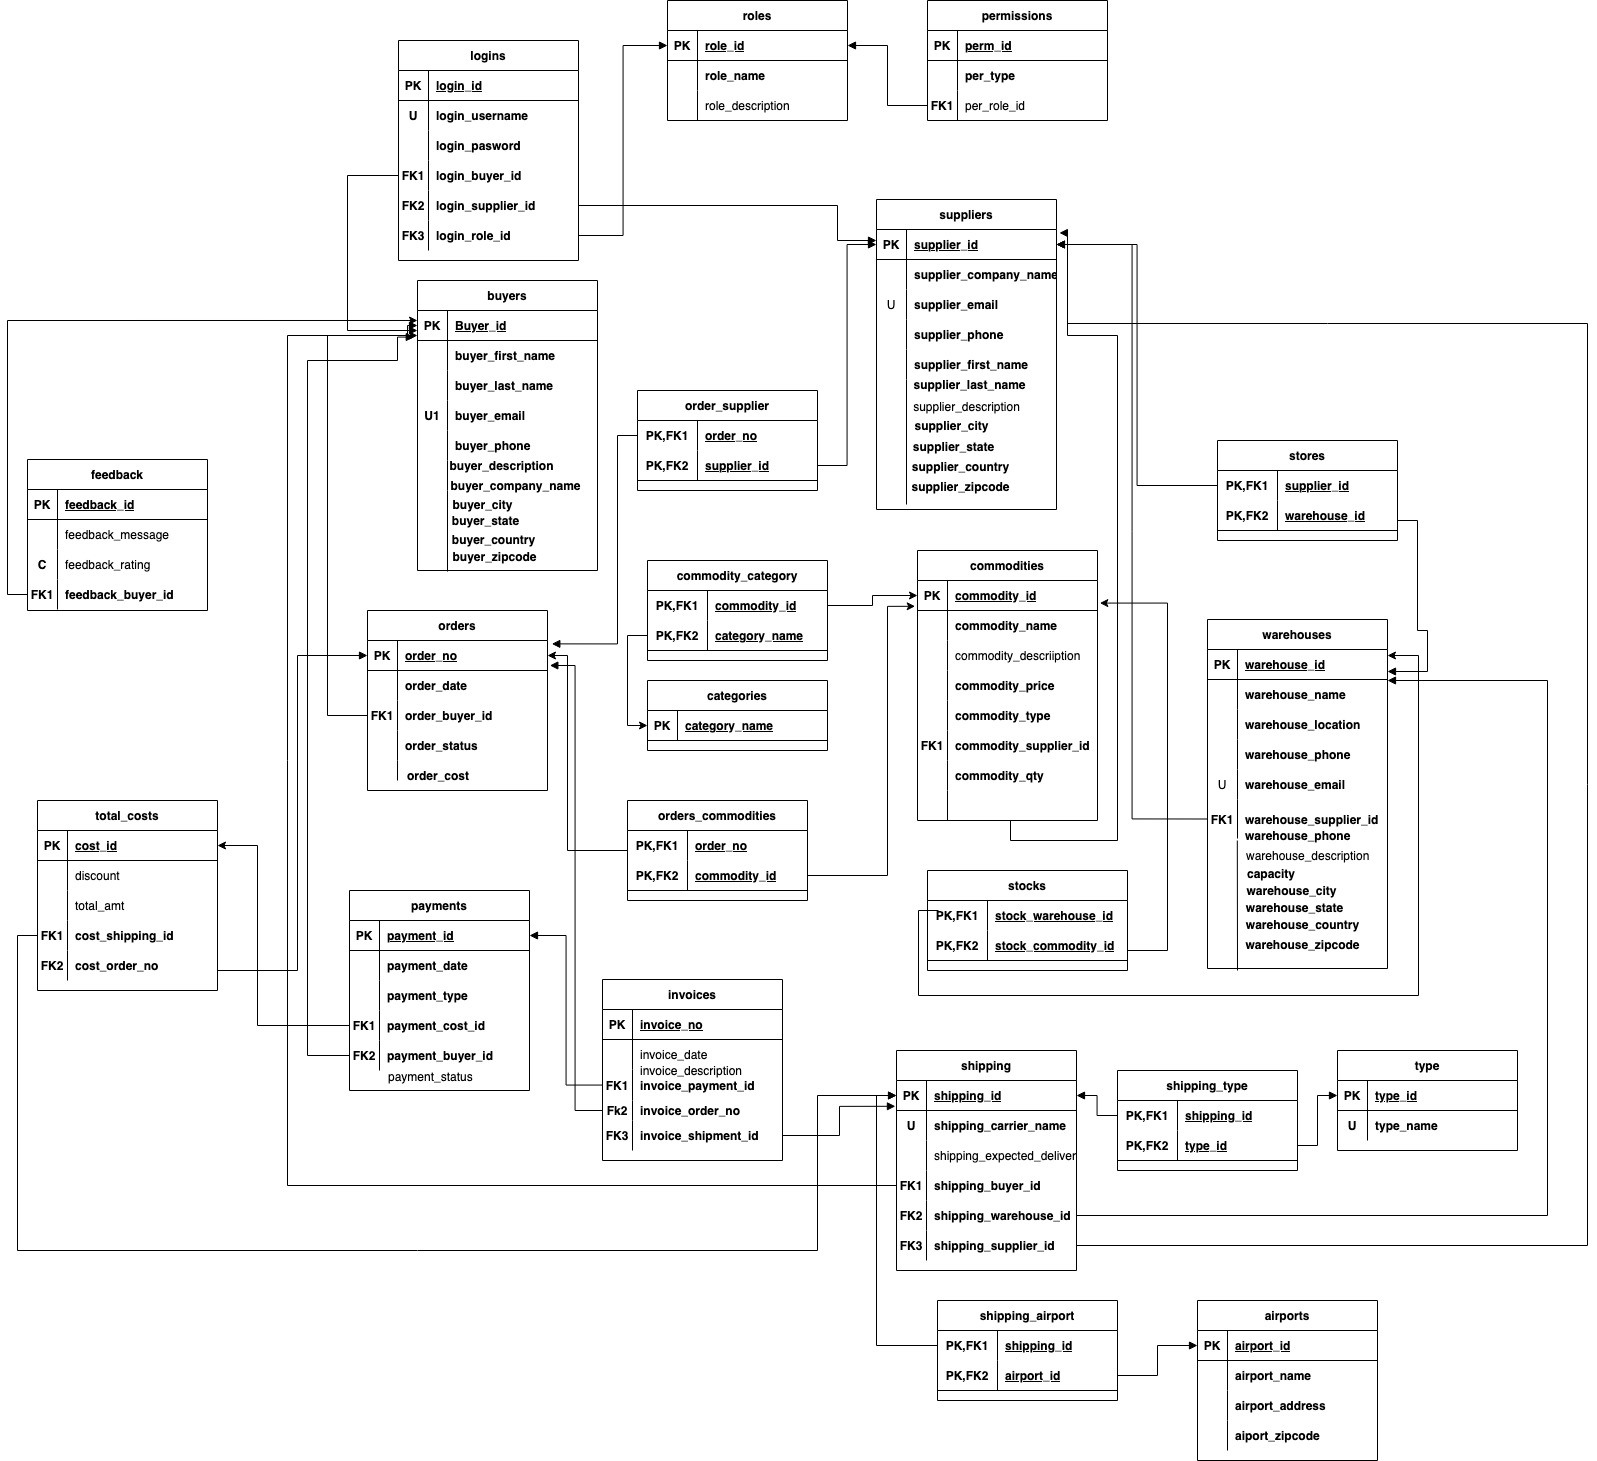 roles
PK role_id
role_name
role_description
permissions
PK perm_id
per_type
FK1 per_role_id
logins
PK login_id
U login_username
login_pasword
FK1 login_buyer_id
FK2 login_supplier_id
FK3 login_role_id
suppliers
PK supplier_id
supplier_company_name
U supplier_email
supplier_phone
supplier_first_name
supplier_last_name
supplier_description
supplier_city
supplier_state
supplier_country
supplier_zipcode
buyers
PK Buyer_id
buyer_first_name
buyer_last_name
U1 buyer_email
buyer_phone
buyer_description
buyer_company_name
buyer_city
buyer_state
buyer_country
buyer_zipcode
order_supplier
PK,FK1 order_no
PK,FK2 supplier_id
stores
PK,FK1 supplier_id
PK,FK2 warehouse_id
feedback
PK feedback_id
feedback_message
C feedback_rating
FK1 feedback_buyer_id
commodity_category
PK,FK1 commodity_id
PK,FK2 category_name
commodities
PK commodity_id
commodity_name
commodity_descriiption
commodity_price
commodity_type
FK1 commodity_supplier_id
commodity_qty
orders
PK order_no
order_date
FK1 order_buyer_id
order_status
order_cost
categories
PK category_name
warehouses
PK warehouse_id
warehouse_name
warehouse_location
warehouse_phone
U warehouse_email
FK1 warehouse_supplier_id
warehouse_phone
warehouse_description
capacity
warehouse_city
warehouse_state
warehouse_country
warehouse_zipcode
total_costs
PK cost_id
discount
total_amt
FK1 cost_shipping_id
FK2 cost_order_no
orders_commodities
PK,FK1 order_no
PK,FK2 commodity_id
stocks
PK,FK1 stock_warehouse_id
PK,FK2 stock_commodity_id
payments
PK payment_id
payment_date
payment_type
FK1 payment_cost_id
FK2 payment_buyer_id
payment_status
invoices
PK invoice_no
invoice_date
invoice_description
FK1 invoice_payment_id
Fk2 invoice_order_no
FK3 invoice_shipment_id
shipping
PK shipping_id
U shipping_carrier_name
shipping_expected_deliver
FK1 shipping_buyer_id
FK2 shipping_warehouse_id
FK3 shipping_supplier_id
shipping_type
PK,FK1 shipping_id
PK,FK2 type_id
type
PK type_id
U type_name
shipping_airport
PK,FK1 shipping_id
PK,FK2 airport_id
airports
PK airport_id
airport_name
airport_address
aiport_zipcode